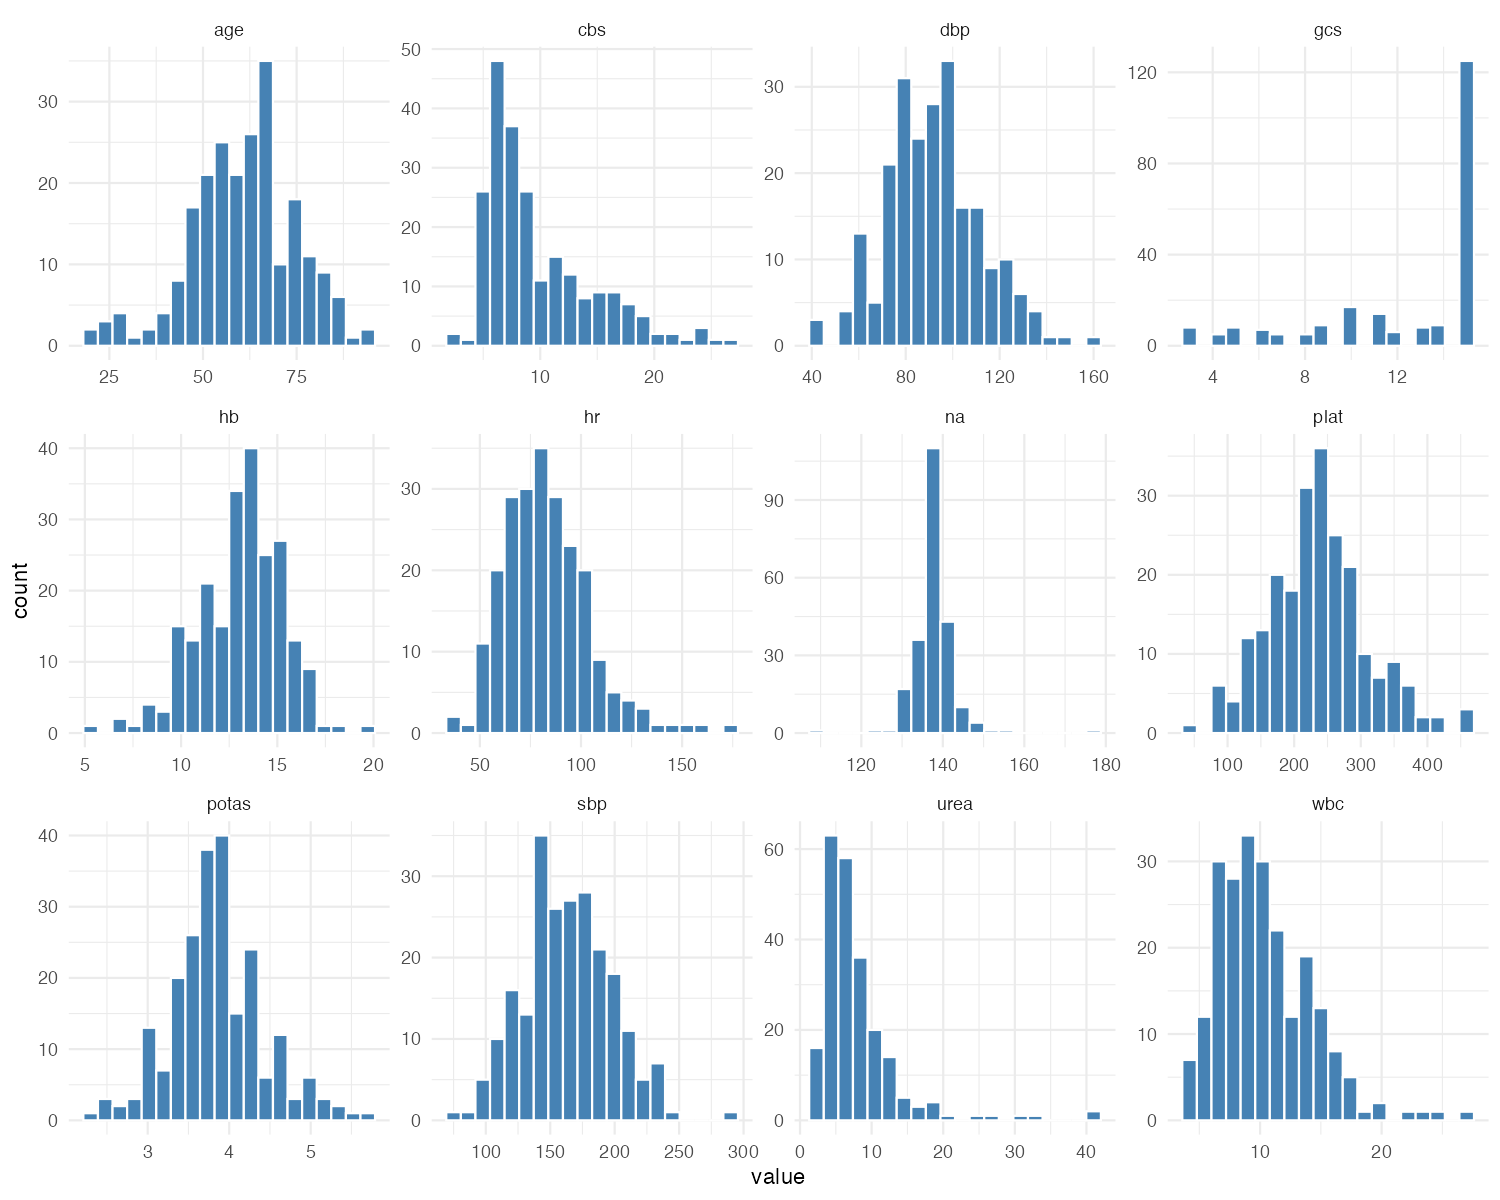 age cbs dbp gcs
50
30 40 30 120
20 30 20 80
20
10 10 10 40
0 0 0 0
25 50 75 10 20 40 80 120 160 4 8 12
hb hr na plat
40
30 30 90 30
20 20 60 20
10 10 30 10
0 0 0 0
5 10 15 20 50 100 150 120 140 160 180 100 200 300 400
potas sbp urea wbc
40
30 30 60 30
20 20 40 20
10 10 20 10
0 0 0 0
3 4 5 100 150 200 250 300 0 10 20 30 40 10 20
count
value